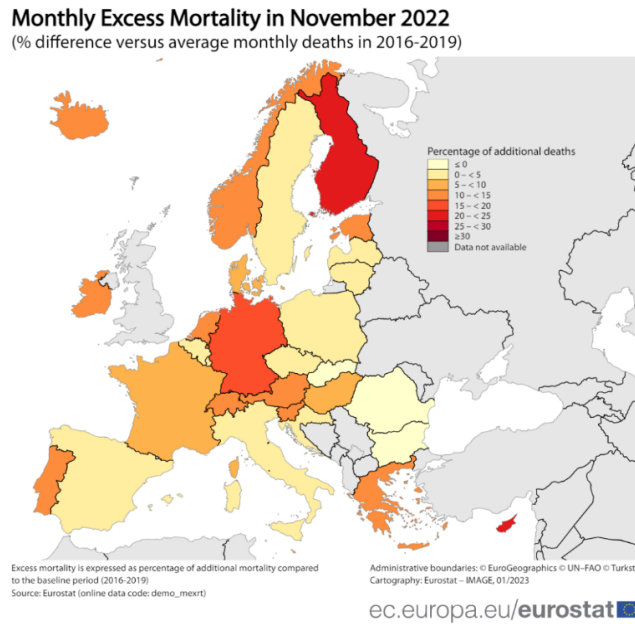 Monthly Excess Mortality in November 2022
(% difference versus average monthly deaths in 2016-2019)
Percentage of additional deaths
≤ 0
0 – < 5
5 – < 10
10 – < 15
15 – < 20
20 – < 25
25 – < 30
≥30
Data not available
Excess mortality is expressed as percentage of additional mortality compared
to the baseline period (2016-2019)
Source: Eurostat (online data code: demo_mexrt)
Administrative boundaries: © EuroGeographics © UN–FAO © Turkst
Cartography: Eurostat – IMAGE, 01/2023
ec.europa.eu/eurostat